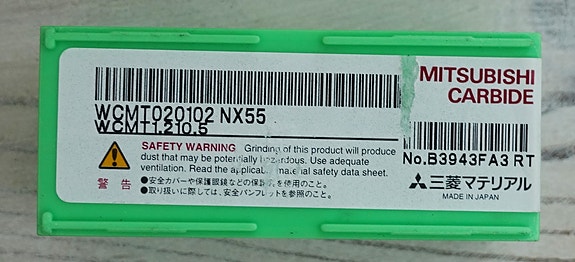 MITSUBISHI
CARBIDE
WCMT020102 NX55
WCMT1.210.5
SAFETY WARNING Grinding of this product will produce
dust that may be potentially hazardous. Use adequate
ventilation. Read the applicable material safety data sheet.
警告
●安全カバーや保護眼鏡などの保護具を使用のこと。
●取り扱いに際しては、安全パンフレットを参照のこと。
No.B3943FA3 RT
三菱マテリアル
MADE IN JAPAN